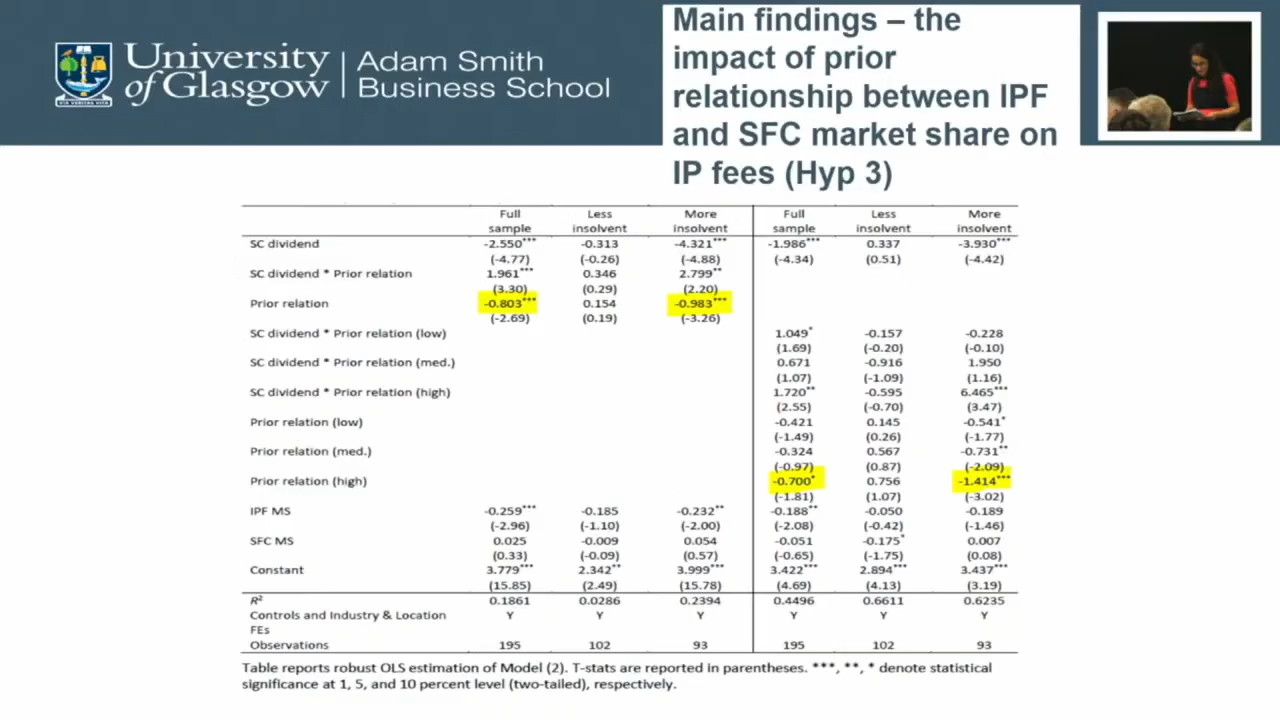 University
of Glasgow
VIA VERITAS VITA
Adam Smith
Business School
Main findings – the
impact of prior
relationship between IPF
and SFC market share on
IP fees (Hyp 3)
Full Less More Full Less More
sample insolvent insolvent sample insolvent insolvent
SC dividend -2.550*** -0.313 -4.321*** -1.986*** 0.337 -3.930***
(-4.77) (-0.26) (-4.88) (-4.34) (0.51) (-4.42)
SC dividend * Prior relation 1.961*** 0.346 2.799**
(3.30) (0.29) (2.20)
Prior relation -0.803*** 0.154 -0.983***
(-2.69) (0.19) (-3.26)
SC dividend * Prior relation (low) 1.049* -0.157 -0.228
(1.69) (-0.20) (-0.10)
SC dividend * Prior relation (med.) 0.671 -0.916 1.950
(1.07) (-1.09) (1.16)
SC dividend * Prior relation (high) 1.720** -0.595 6.465***
(2.55) (-0.70) (3.47)
Prior relation (low) -0.421 0.145 -0.541*
(-1.49) (0.26) (-1.77)
Prior relation (med.) -0.324 0.567 -0.731**
(-0.97) (0.87) (-2.09)
Prior relation (high) -0.700* 0.756 -1.414***
(-1.81) (1.07) (-3.02)
IPF MS -0.259*** -0.185 -0.232** -0.188** -0.050 -0.189
(-2.96) (-1.10) (-2.00) (-2.08) (-0.42) (-1.46)
SFC MS 0.025 -0.009 0.054 -0.051 -0.175* 0.007
(0.33) (-0.09) (0.57) (-0.65) (-1.75) (0.08)
Constant 3.779*** 2.342** 3.999*** 3.422*** 2.894*** 3.437***
(15.85) (2.49) (15.78) (4.69) (4.13) (3.19)
R² 0.1861 0.0286 0.2394 0.4496 0.6611 0.6235
Controls and Industry & Location Y Y Y Y Y Y
FEs
Observations 195 102 93 195 102 93
Table reports robust OLS estimation of Model (2). T-stats are reported in parentheses. ***, **, * denote statistical
significance at 1, 5, and 10 percent level (two-tailed), respectively.